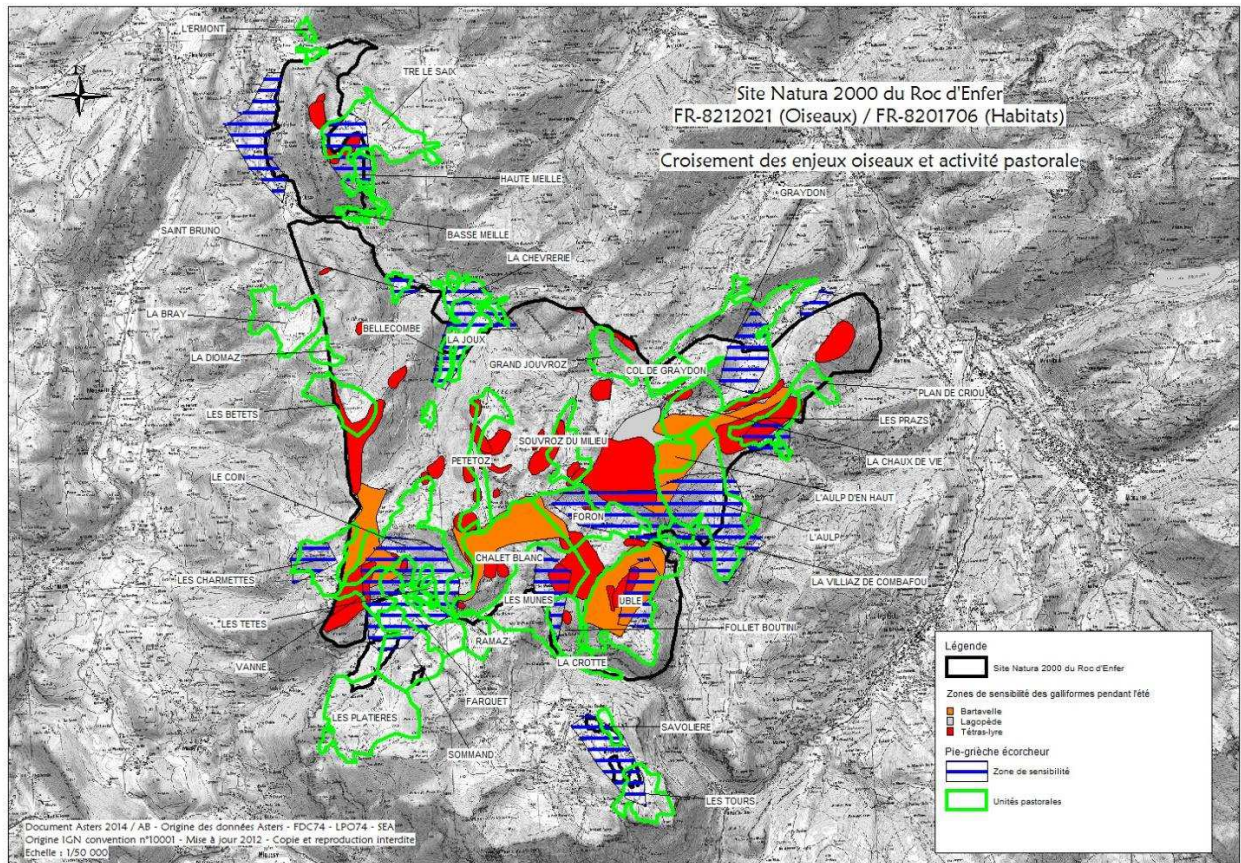 L'ERMONT
TRE LE SAIX
Site Natura 2000 du Roc d'Enfer
FR-8212021 (Oiseaux) / FR-8201706 (Habitats)
Croisement des enjeux oiseaux et activité pastorale
HAUTE MEILLE
GRAYDON
SAINT BRUNO
BASSE MEILLE
LA CHEVRERIE
LA BRAY
BELLECOMBE
LA JOUX
LA DIOMAZ
GRAND JOUVROZ
COL DE GRAYDON
PLAN DE CRIOU
LES BETETS
LES PRAZS
SOUVROZ DU MILIEU
PETETOZ
LA CHAUX DE VIE
LE COIN
L'AULP D'EN HAUT
FORON
L'AULP
CHALET BLANC
LES CHARMETTES
LA VILLIAZ DE COMBAFOU
LES MUNES
UBLE
LES TETES
FOLLIET BOUTINI
RAMAZ
VANNE
LA CROTTE
FARQUET
LES PLATIERES
SAVOLIERE
SOMMAND
LES TOURS
Légende
Site Natura 2000 du Roc d'Enfer
Zones de sensibilité des galliformes pendant l'été
Bartavelle
Lagopède
Tétras-lyre
Pie-grièche écorcheur
Zone de sensibilité
Unités pastorales
Document Asters 2014 / AB - Origine des données Asters - FDC74 - LPO74 - SEA
Origine IGN convention n°10001 - Mise à jour 2012 - Copie et reproduction interdite
Echelle : 1/50 000